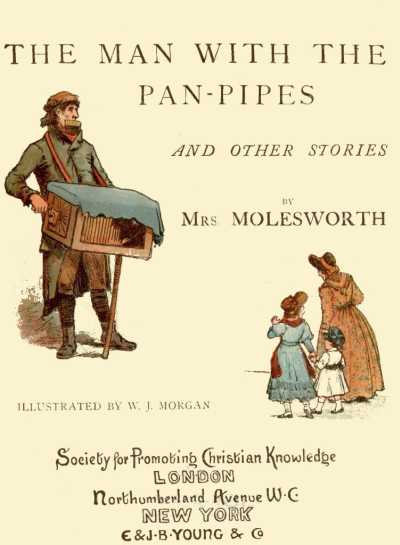 THE MAN WITH THE
PAN-PIPES
AND OTHER STORIES
BY
MRS. MOLESWORTH
ILLUSTRATED BY W. J. MORGAN
Society for Promoting Christian Knowledge
LONDON
Northumberland Avenue W.C.
NEW YORK
E & J. B. YOUNG & Co